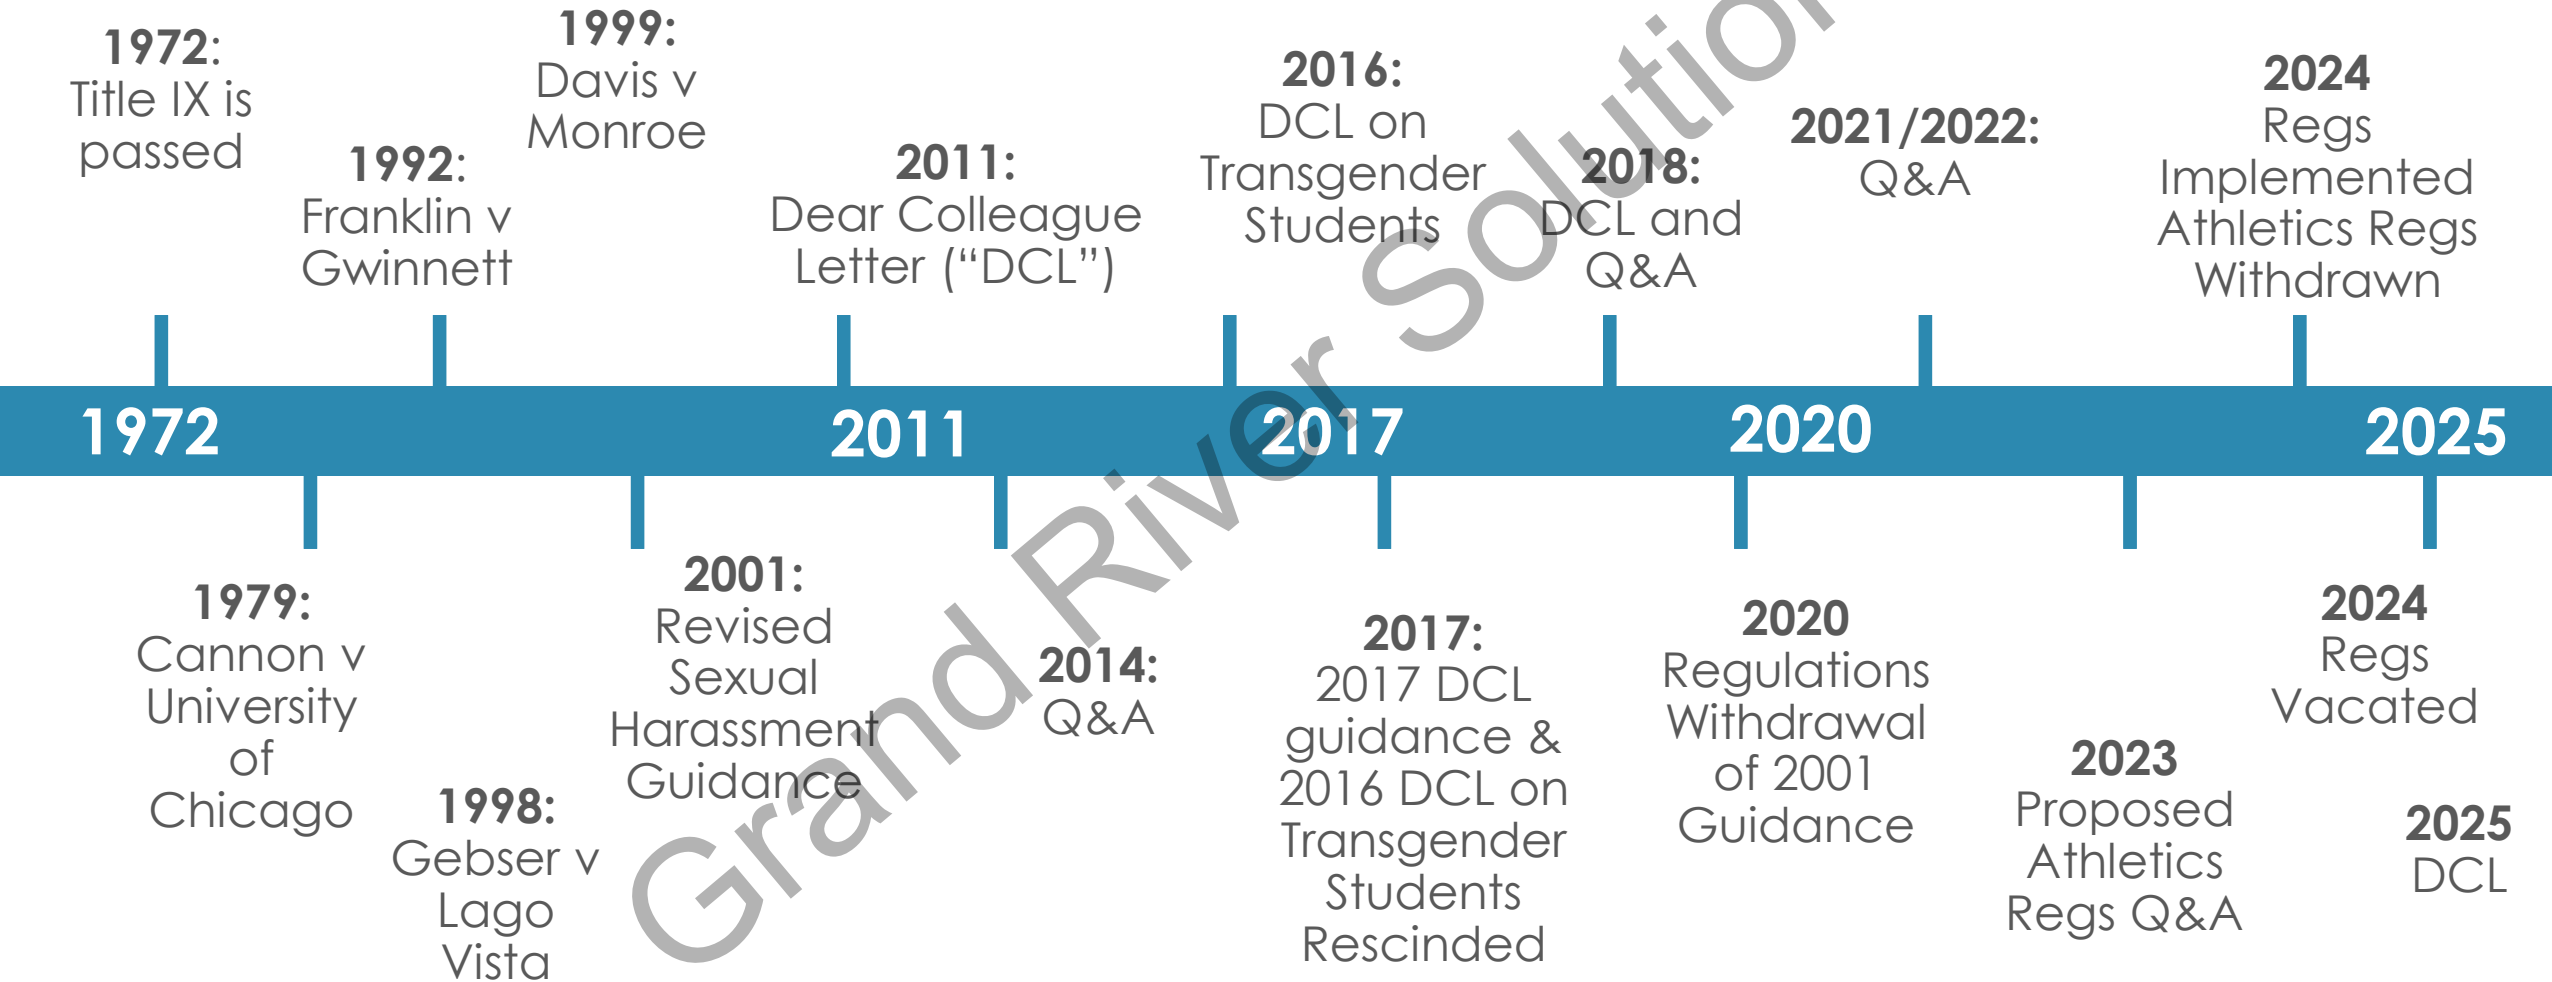 1972:
Title IX is
passed
1992:
Franklin v
Gwinnett
1999:
Davis v
Monroe
2011:
Dear Colleague
Letter (“DCL”)
2016:
DCL on
Transgender
Students
2018:
DCL and
Q&A
2021/2022:
Q&A
2024
Regs
Implemented
Athletics Regs
Withdrawn
1972
2011
2017
2020
2025
1979:
Cannon v
University
of
Chicago
1998:
Gebser v
Lago
Vista
2001:
Revised
Sexual
Harassment
Guidance
2014:
Q&A
2017:
2017 DCL
guidance &
2016 DCL on
Transgender
Students
Rescinded
2020
Regulations
Withdrawal
of 2001
Guidance
2023
Proposed
Athletics
Regs Q&A
2024
Regs
Vacated
2025
DCL
Grand River Solution